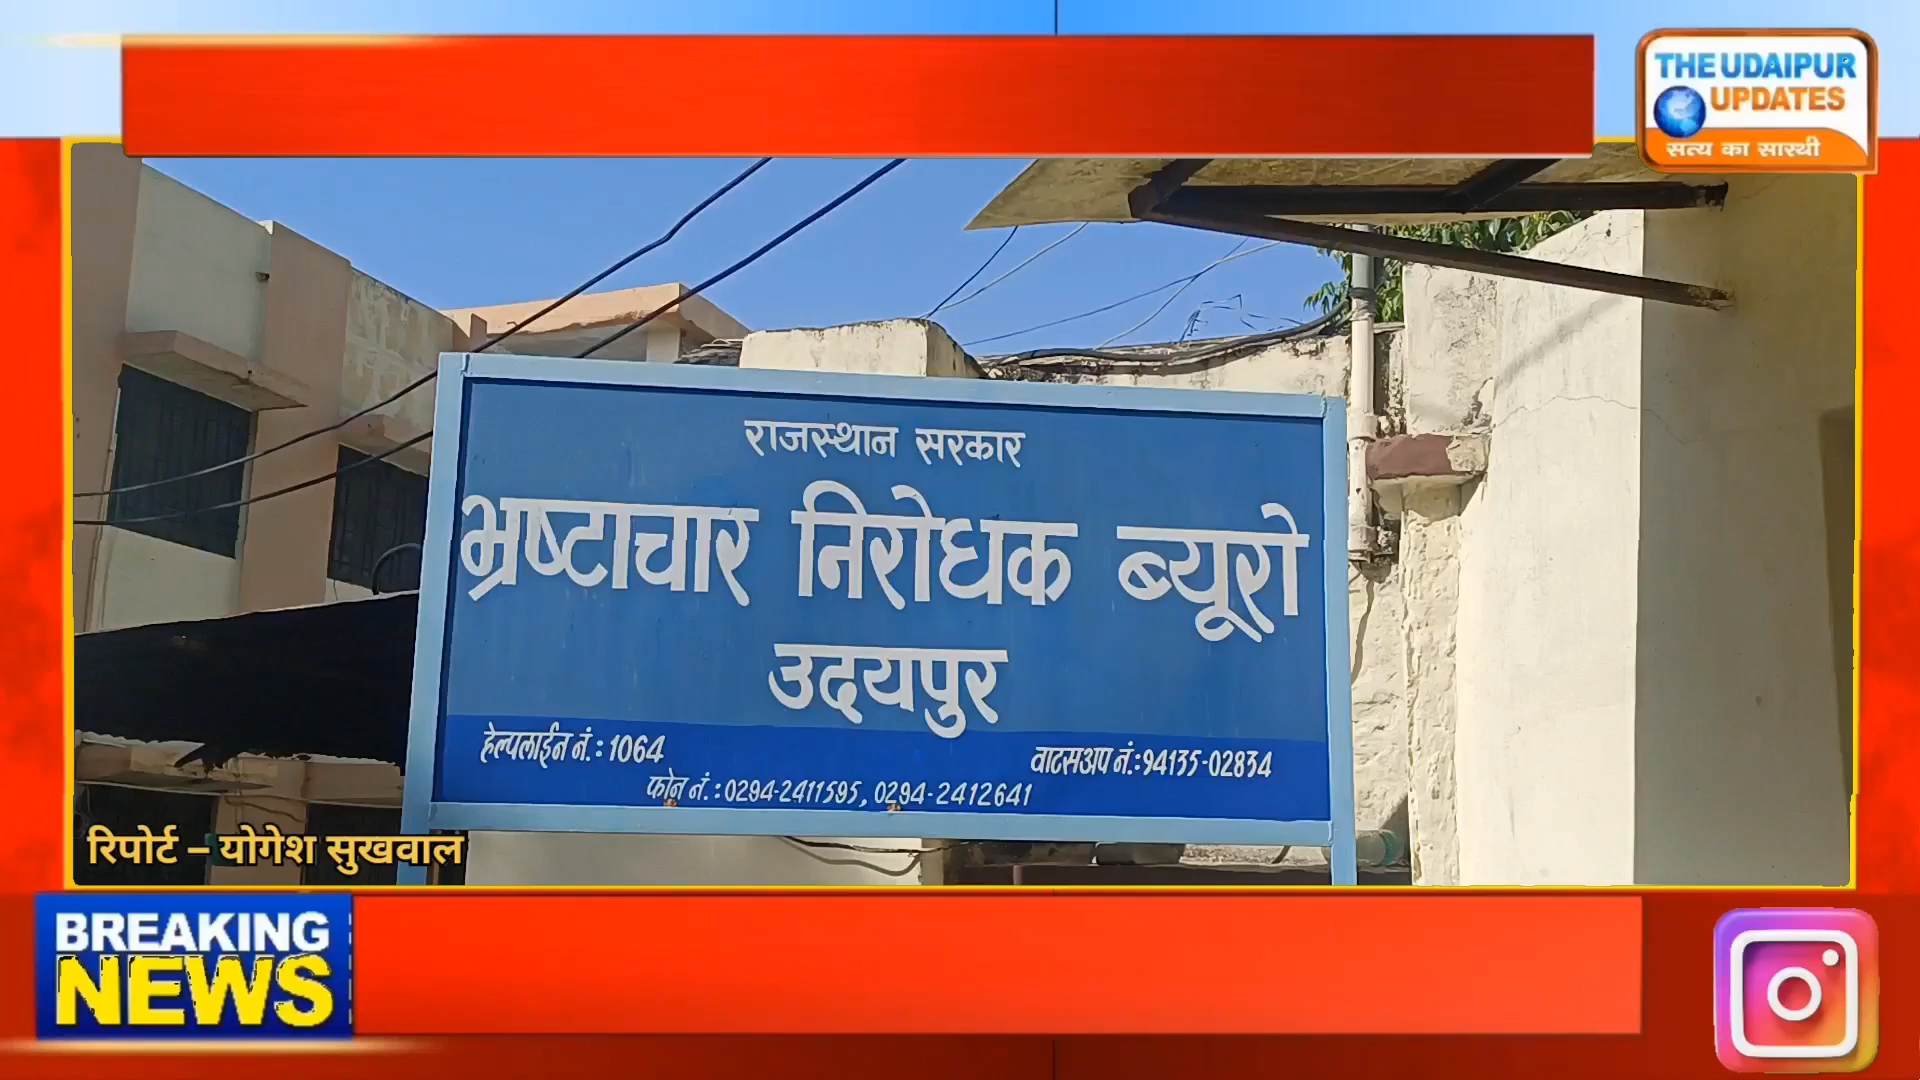 THE UDAIPUR
UPDATES
सत्य का सारथी
राजस्थान सरकार
भ्रष्टाचार निरोधक ब्यूरो
उदयपुर
हेल्पलाईन नं.: 1064
वाटसअप नं.:94135-02834
फोन नं.: 0294-2411595, 0294-2412641
रिपोर्ट – योगेश सुखवाल
BREAKING
NEWS